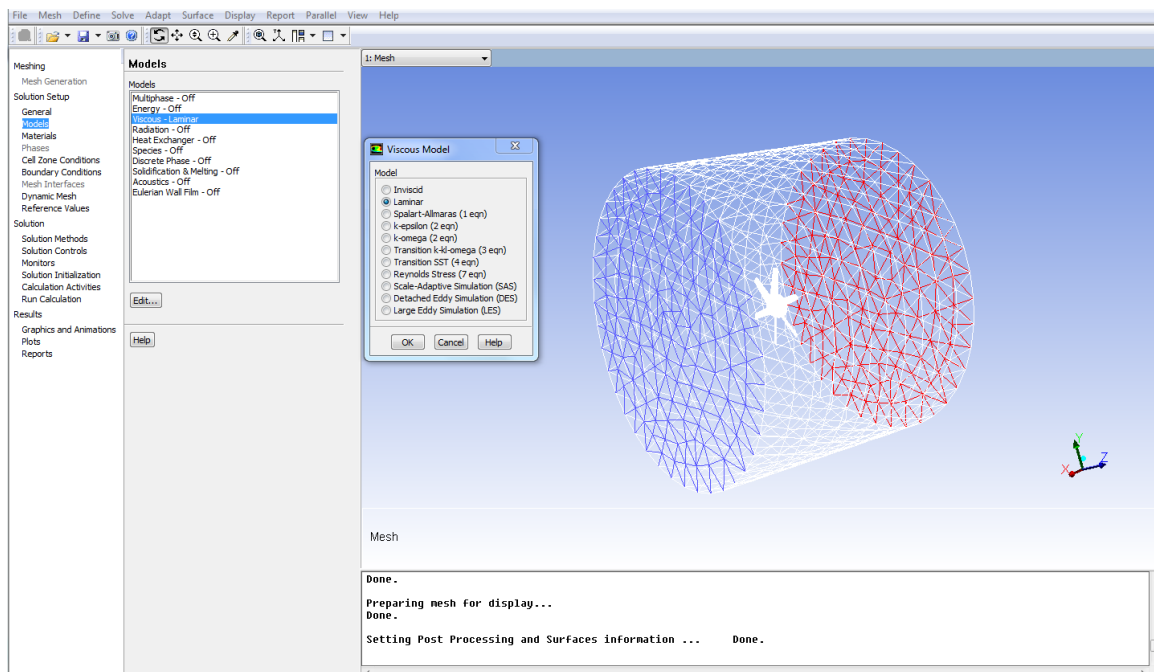 File Mesh Define Solve Adapt Surface Display Report Parallel View Help
Meshing
Mesh Generation
Solution Setup
General
Models
Materials
Phases
Cell Zone Conditions
Boundary Conditions
Mesh Interfaces
Dynamic Mesh
Reference Values
Solution
Solution Methods
Solution Controls
Monitors
Solution Initialization
Calculation Activities
Run Calculation
Results
Graphics and Animations
Plots
Reports
Models
Models
Multiphase - Off
Energy - Off
Viscous - Laminar
Radiation - Off
Heat Exchanger - Off
Species - Off
Discrete Phase - Off
Solidification & Melting - Off
Acoustics - Off
Eulerian Wall Film - Off
Edit...
Help
1: Mesh
Viscous Model
Model
Inviscid
Laminar
Spalart-Allmaras (1 eqn)
k-epsilon (2 eqn)
k-omega (2 eqn)
Transition k-kl-omega (3 eqn)
Transition SST (4 eqn)
Reynolds Stress (7 eqn)
Scale-Adaptive Simulation (SAS)
Detached Eddy Simulation (DES)
Large Eddy Simulation (LES)
OK Cancel Help
Y
Z
X
Mesh
Done.
Preparing mesh for display...
Done.
Setting Post Processing and Surfaces information ... Done.